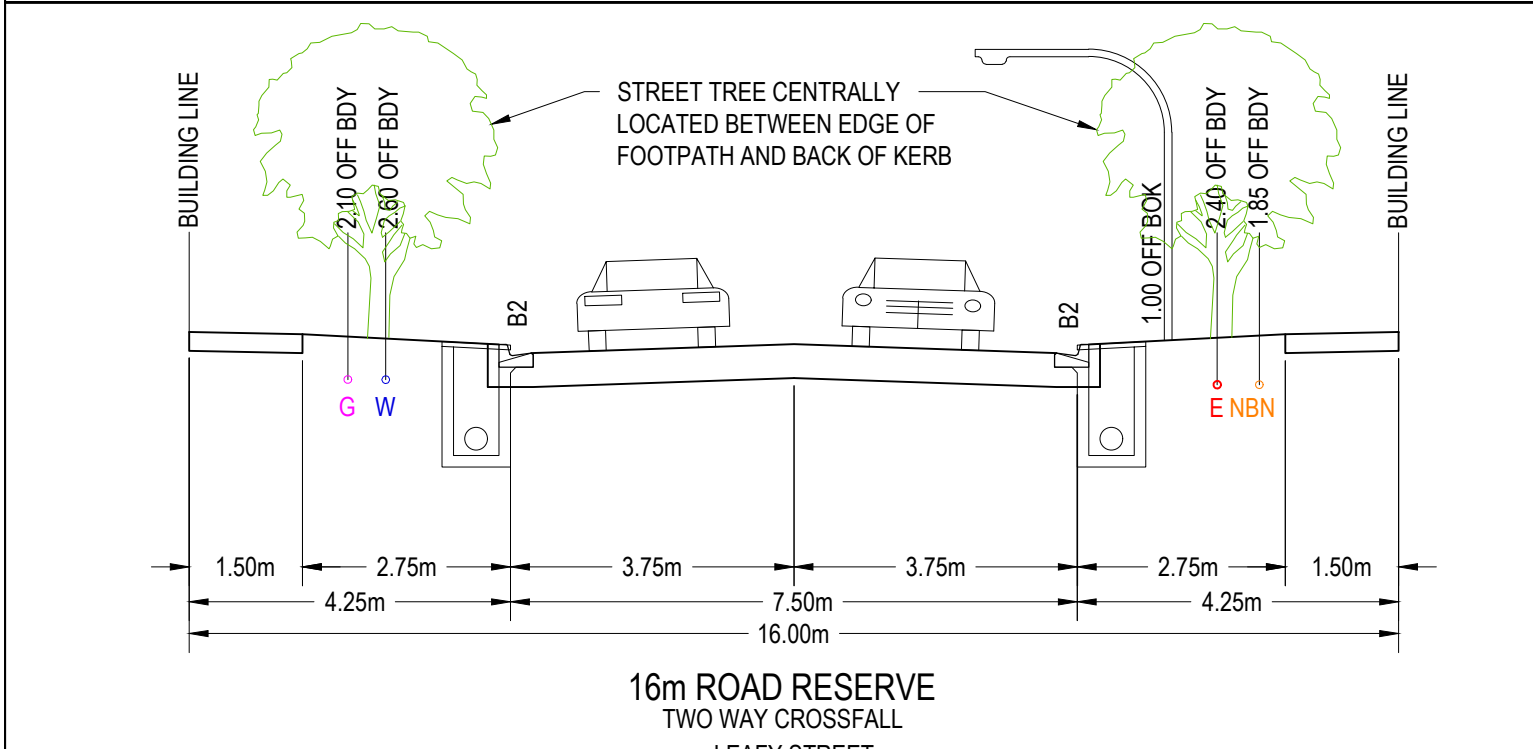 STREET TREE CENTRALLY
LOCATED BETWEEN EDGE OF
FOOTPATH AND BACK OF KERB
BUILDING LINE
2.10 OFF BDY
2.60 OFF BDY
B2
B2
1.00 OFF BOK
2.40 OFF BDY
1.85 OFF BDY
BUILDING LINE
G W
E NBN
1.50m 2.75m 3.75m 3.75m 2.75m 1.50m
4.25m 7.50m 4.25m
16.00m
16m ROAD RESERVE
TWO WAY CROSSFALL
LEAFY STREET